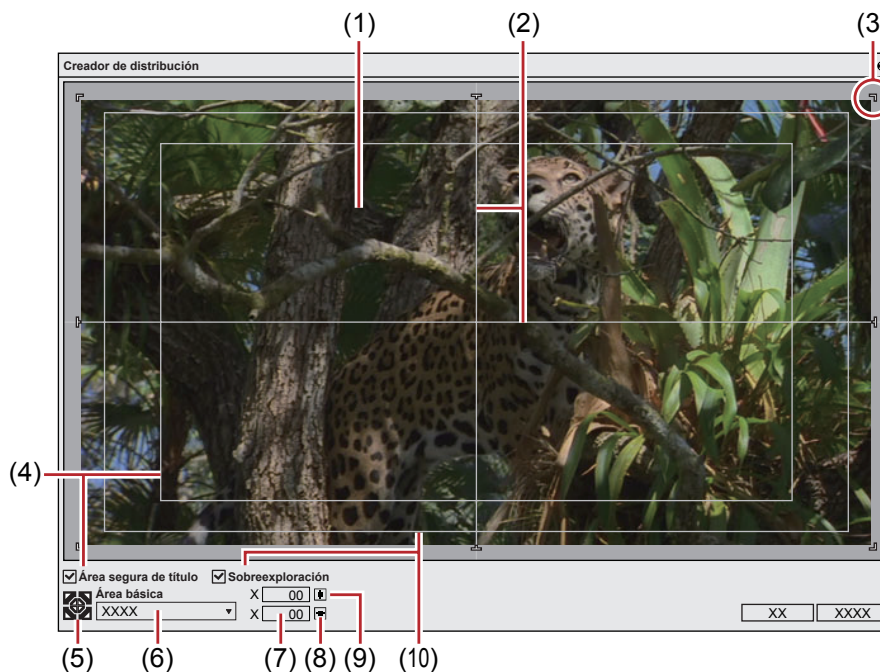 (1) (2) (3
Creador de distribución
(4)
Área segura de título Sobreexploración
Área básica
XXXX X 00
X 00
XX XXXX
(5) (6) (7) (8) (9) (10)